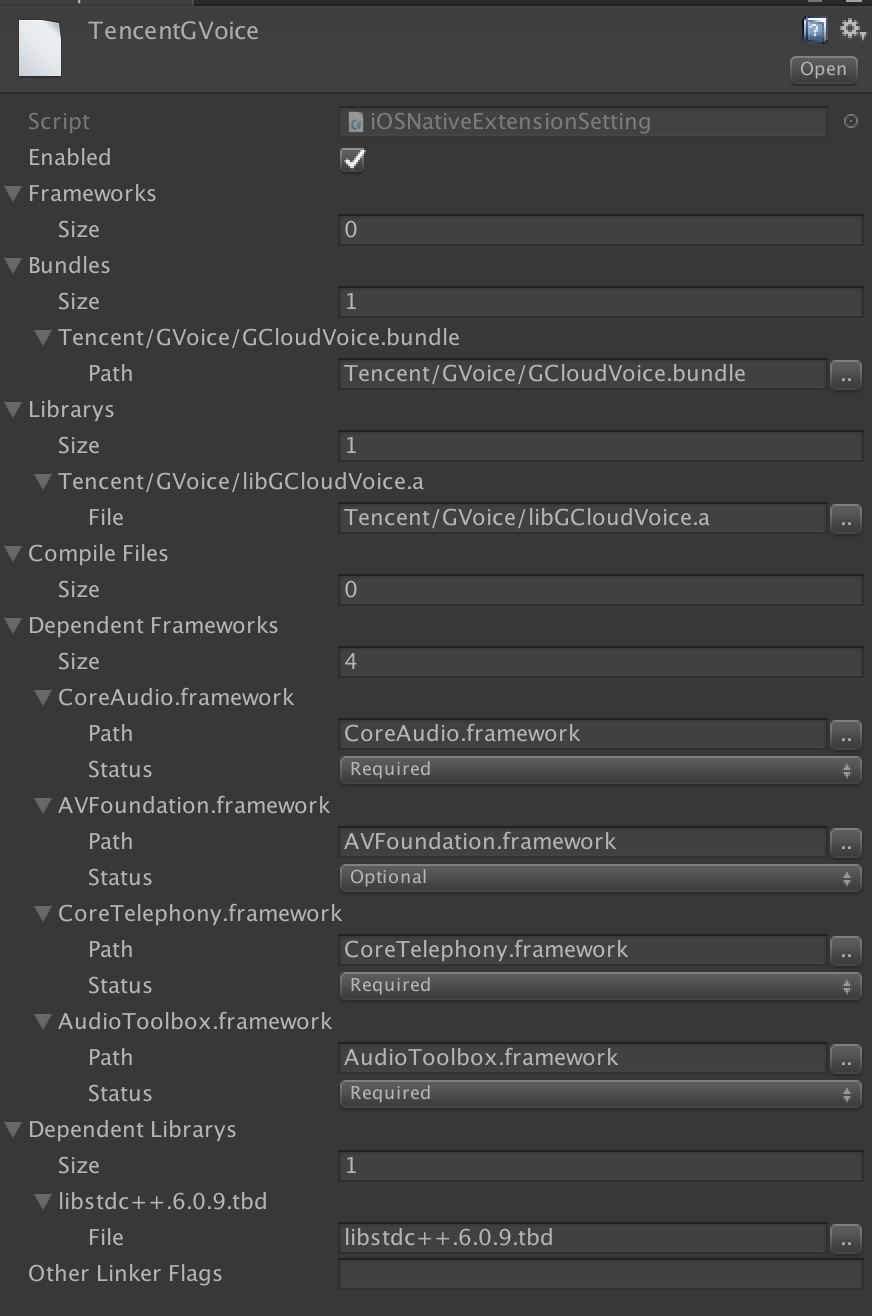 TencentGVoice
Open
Script iOSNativeExtensionSetting
Enabled
Frameworks
Size 0
Bundles
Size 1
Tencent/GVoice/GCloudVoice.bundle
Path Tencent/GVoice/GCloudVoice.bundle ..
Librarys
Size 1
Tencent/GVoice/libGCloudVoice.a
File Tencent/GVoice/libGCloudVoice.a ..
Compile Files
Size 0
Dependent Frameworks
Size 4
CoreAudio.framework
Path CoreAudio.framework ..
Status Required
AVFoundation.framework
Path AVFoundation.framework ..
Status Optional
CoreTelephony.framework
Path CoreTelephony.framework ..
Status Required
AudioToolbox.framework
Path AudioToolbox.framework ..
Status Required
Dependent Librarys
Size 1
libstdc++.6.0.9.tbd
File libstdc++.6.0.9.tbd ..
Other Linker Flags